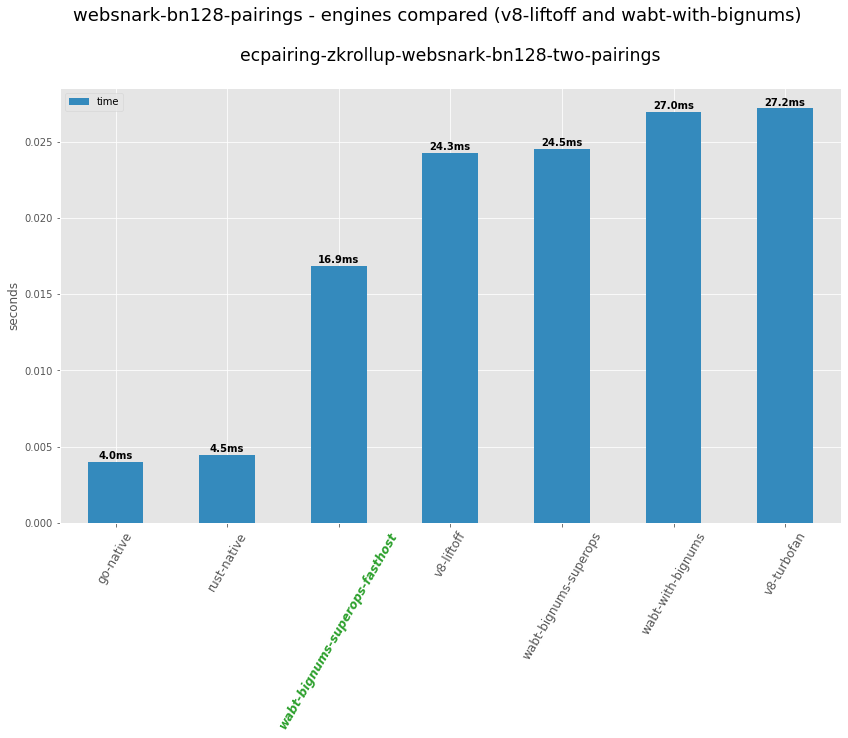 websnark-bn128-pairings - engines compared (v8-liftoff and wabt-with-bignums)
ecpairing-zkrollup-websnark-bn128-two-pairings
time
seconds
0.025
0.020
0.015
0.010
0.005
0.000
4.0ms
4.5ms
16.9ms
24.3ms
24.5ms
27.0ms
27.2ms
go-native
rust-native
wabt-bignums-superops-fasthost
v8-liftoff
wabt-bignums-superops
wabt-with-bignums
v8-turbofan